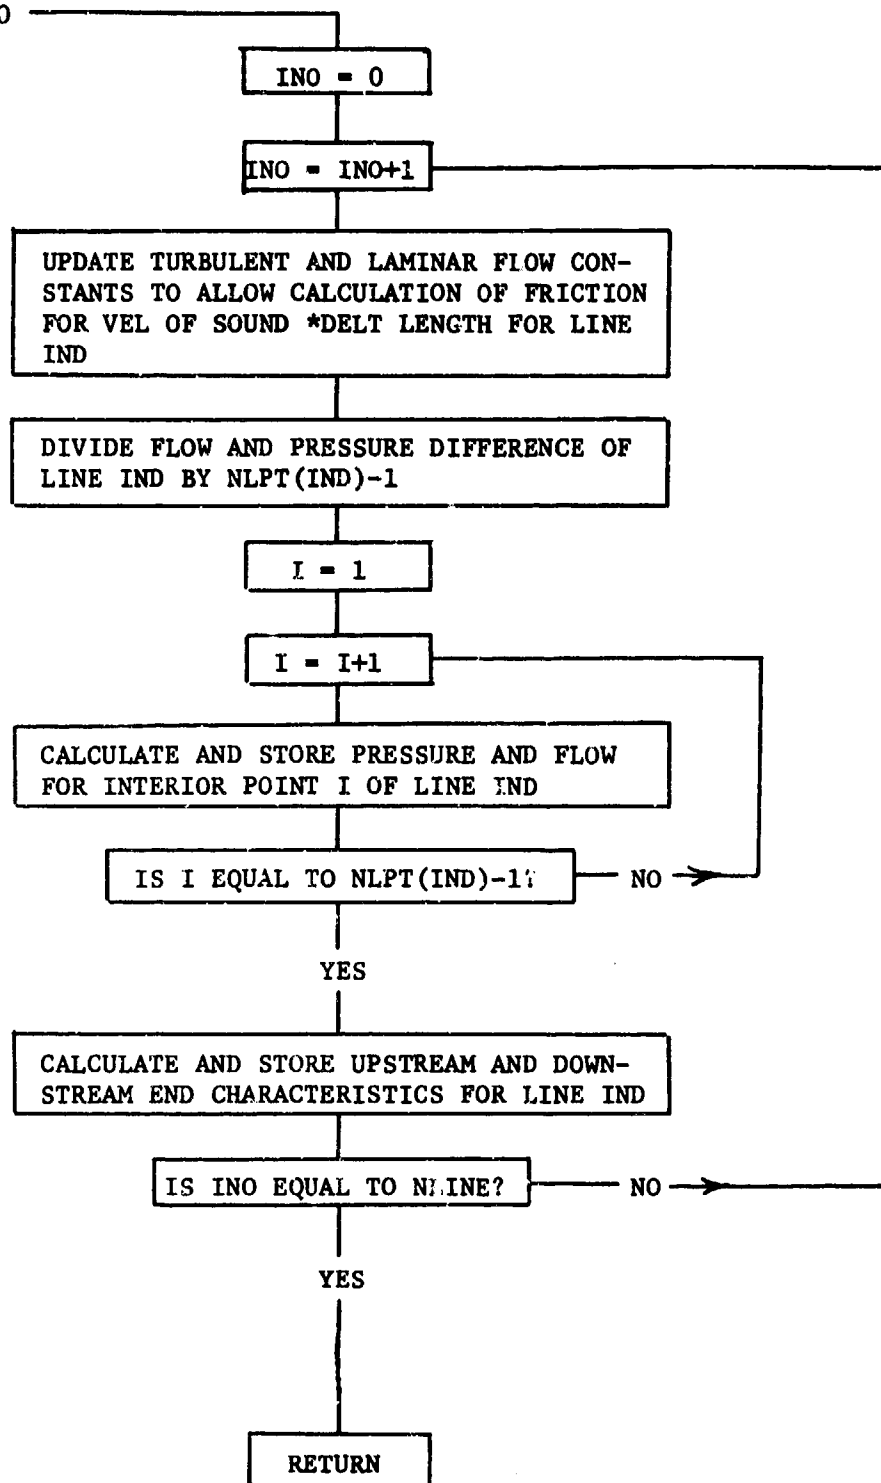 O
INO = 0
INO = INO+1
UPDATE TURBULENT AND LAMINAR FLOW CON-
STANTS TO ALLOW CALCULATION OF FRICTION
FOR VEL OF SOUND *DELT LENGTH FOR LINE
IND
DIVIDE FLOW AND PRESSURE DIFFERENCE OF
LINE IND BY NLPT(IND)-1
I = 1
I = I+1
CALCULATE AND STORE PRESSURE AND FLOW
FOR INTERIOR POINT I OF LINE IND
IS I EQUAL TO NLPT(IND)-1? NO
YES
CALCULATE AND STORE UPSTREAM AND DOWN-
STREAM END CHARACTERISTICS FOR LINE IND
IS INO EQUAL TO NLINE? NO
YES
RETURN